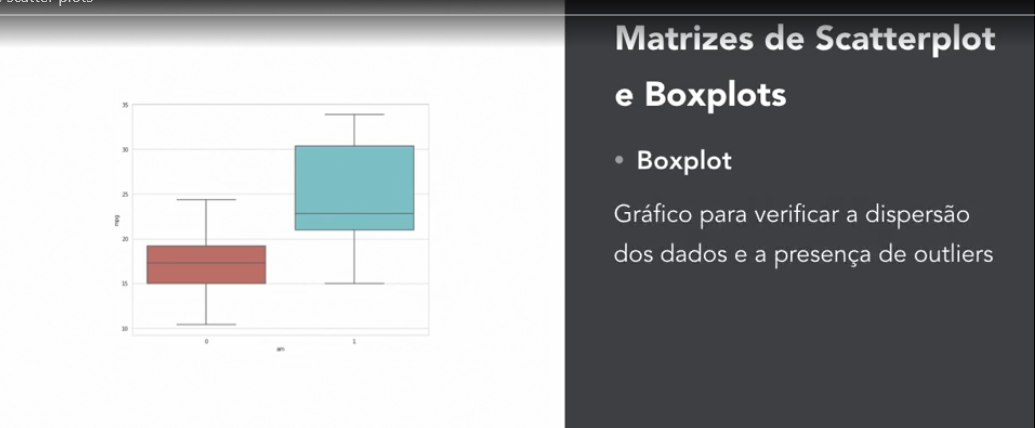 scatter plots
Matrizes de Scatterplot
e Boxplots
• Boxplot
Gráfico para verificar a dispersão
dos dados e a presença de outliers
35
30
25
20
15
10
mpg
0
1
am